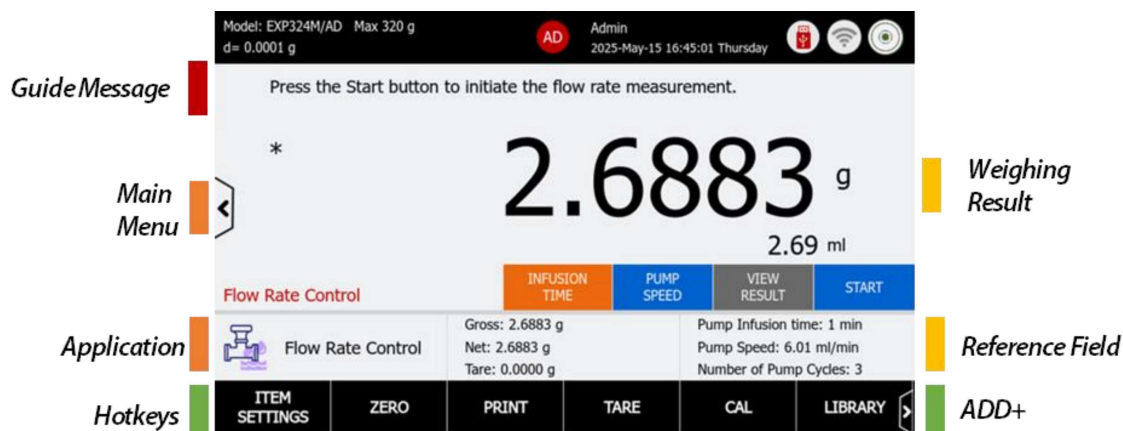 Model: EXP324M/AD Max 320 g
d= 0.0001 g
AD
Admin
2025-May-15 16:45:01 Thursday
Guide Message
Press the Start button to initiate the flow rate measurement.
*
2.6883 g
Main
Menu
Weighing
Result
2.69 ml
Flow Rate Control
INFUSION
TIME
PUMP
SPEED
VIEW
RESULT
START
Application
Flow Rate Control
Gross: 2.6883 g
Net: 2.6883 g
Tare: 0.0000 g
Pump Infusion time: 1 min
Pump Speed: 6.01 ml/min
Number of Pump Cycles: 3
Reference Field
Hotkeys
ITEM
SETTINGS
ZERO
PRINT
TARE
CAL
LIBRARY
ADD+